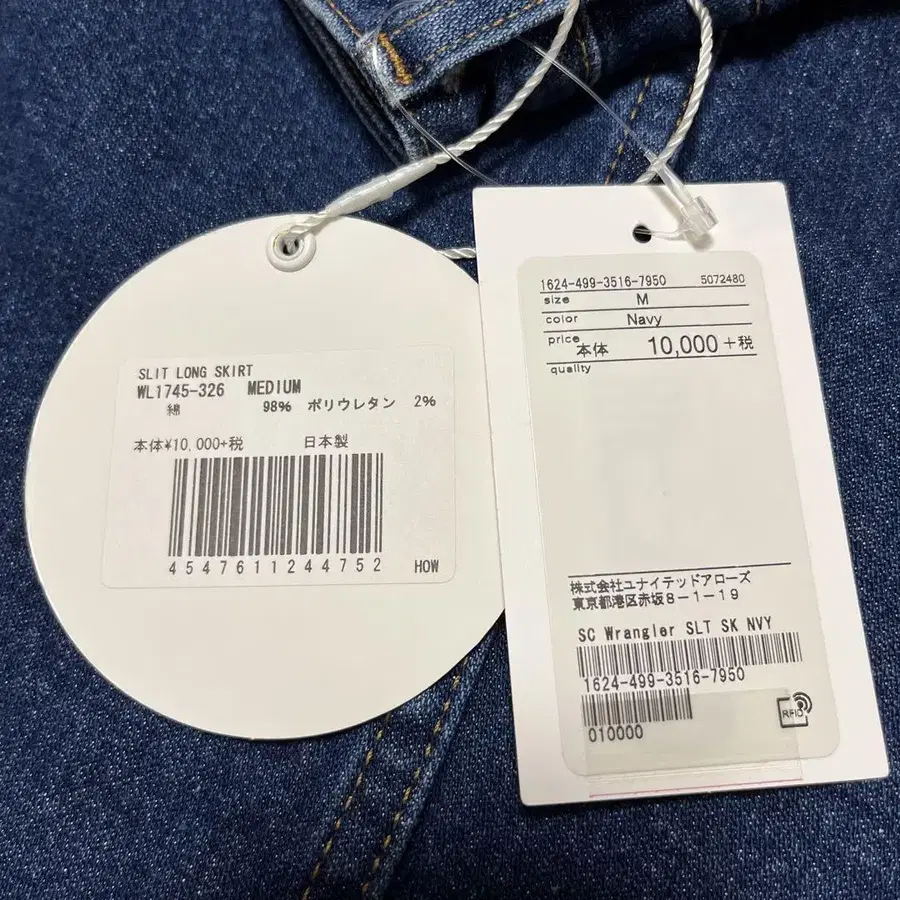 SLIT LONG SKIRT
WL1745-326 MEDIUM
綿 98% ポリウレタン 2%
本体¥10,000+税 日本製
4547611244752 HOW
1624-499-3516-7950 5072480
size M
color Navy
price 本体 10,000+税
quality
株式会社ユナイテッドアローズ
東京都港区赤坂8-1-19
SC Wrangler SLT SK NVY
1624-499-3516-7950
010000
RFID